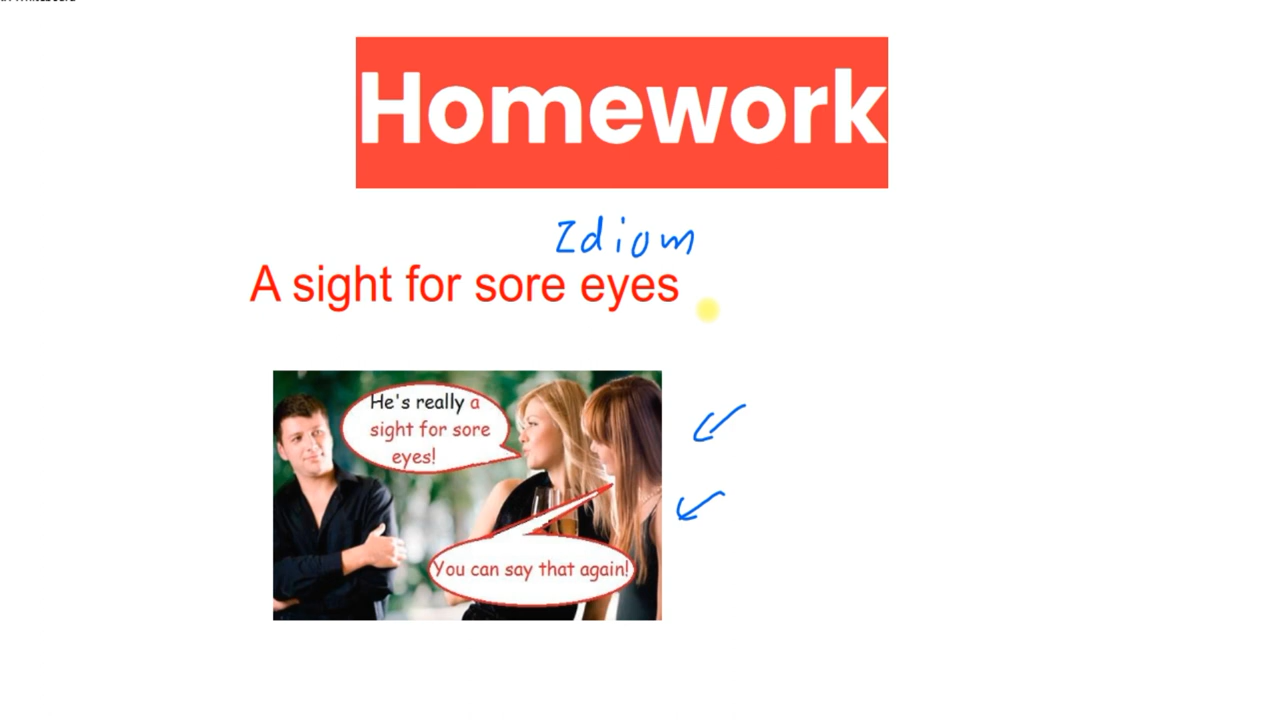 Homework
Idiom
A sight for sore eyes
He's really a
sight for sore
eyes!
You can say that again!